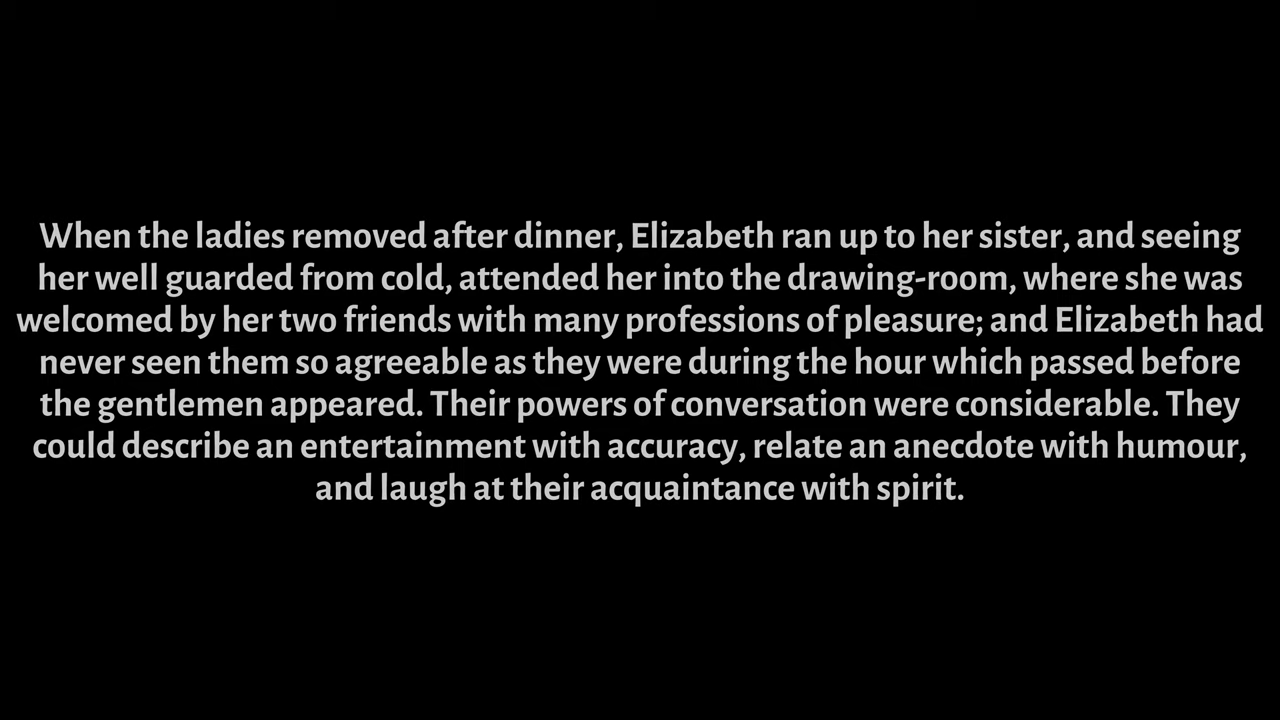 When the ladies removed after dinner, Elizabeth ran up to her sister, and seeing
her well guarded from cold, attended her into the drawing-room, where she was
welcomed by her two friends with many professions of pleasure; and Elizabeth had
never seen them so agreeable as they were during the hour which passed before
the gentlemen appeared. Their powers of conversation were considerable. They
could describe an entertainment with accuracy, relate an anecdote with humour,
and laugh at their acquaintance with spirit.